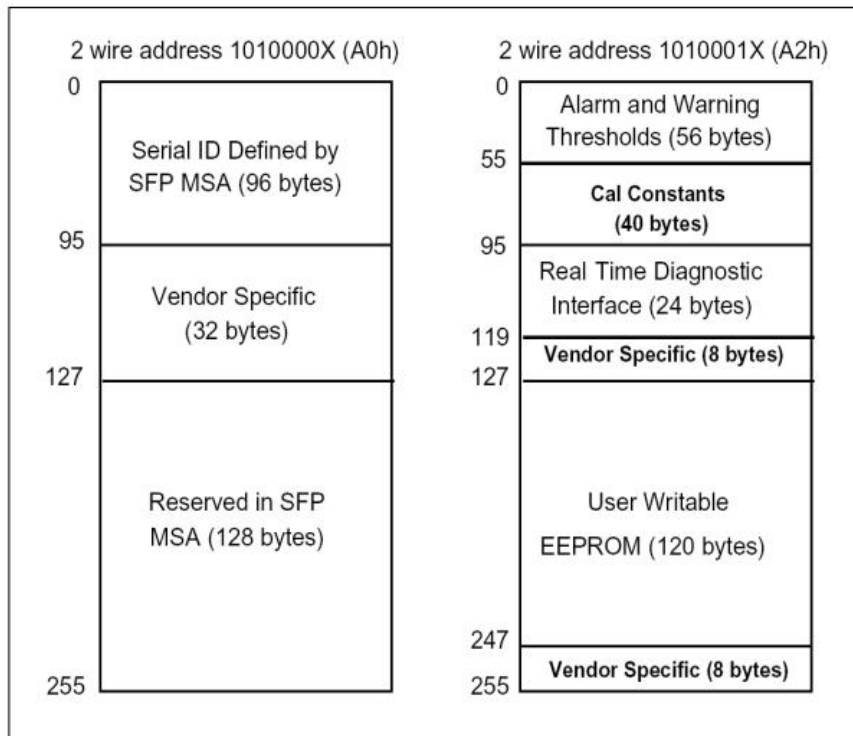 2 wire address 1010000X (A0h)
0
Serial ID Defined by
SFP MSA (96 bytes)
95
Vendor Specific
(32 bytes)
127
Reserved in SFP
MSA (128 bytes)
255
2 wire address 1010001X (A2h)
0
Alarm and Warning
Thresholds (56 bytes)
55
Cal Constants
(40 bytes)
95
Real Time Diagnostic
Interface (24 bytes)
119
Vendor Specific (8 bytes)
127
User Writable
EEPROM (120 bytes)
247
Vendor Specific (8 bytes)
255